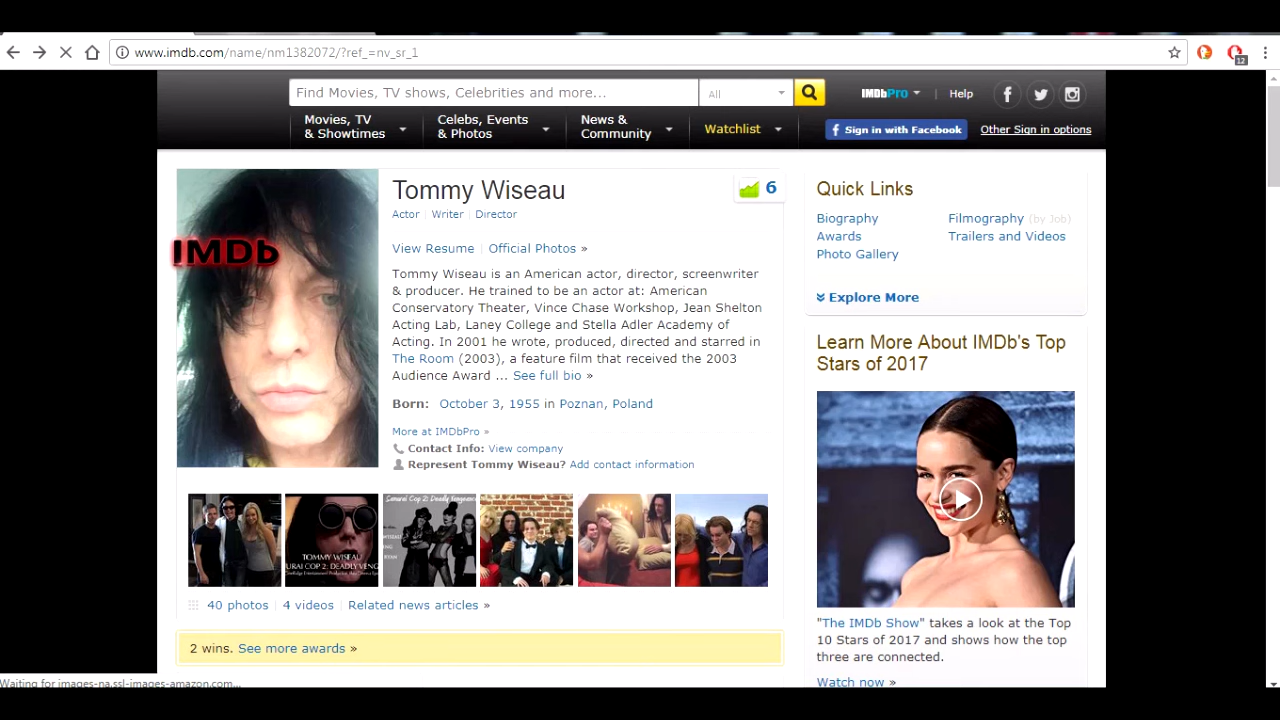 www.imdb.com/name/nm1382072/?ref_=nv_sr_1
12
Find Movies, TV shows, Celebrities and more...
All
IMDbPro
Help
Movies, TV
& Showtimes
Celebs, Events
& Photos
News &
Community
Watchlist
Sign in with Facebook
Other Sign in options
IMDb
Tommy Wiseau
6
Actor | Writer | Director
View Resume | Official Photos »
Tommy Wiseau is an American actor, director, screenwriter
& producer. He trained to be an actor at: American
Conservatory Theater, Vince Chase Workshop, Jean Shelton
Acting Lab, Laney College and Stella Adler Academy of
Acting. In 2001 he wrote, produced, directed and starred in
The Room (2003), a feature film that received the 2003
Audience Award ... See full bio »
Born: October 3, 1955 in Poznan, Poland
More at IMDbPro »
Contact Info: View company
Represent Tommy Wiseau? Add contact information
TOMMY WISEAU
Samurai Cop 2: Deadly Vengeance
40 photos | 4 videos | Related news articles »
2 wins. See more awards »
Quick Links
Biography
Awards
Photo Gallery
Filmography (by Job)
Trailers and Videos
Explore More
Learn More About IMDb's Top
Stars of 2017
"The IMDb Show" takes a look at the Top
10 Stars of 2017 and shows how the top
three are connected.
Watch now »
Waiting for images-na.ssl-images-amazon.com...